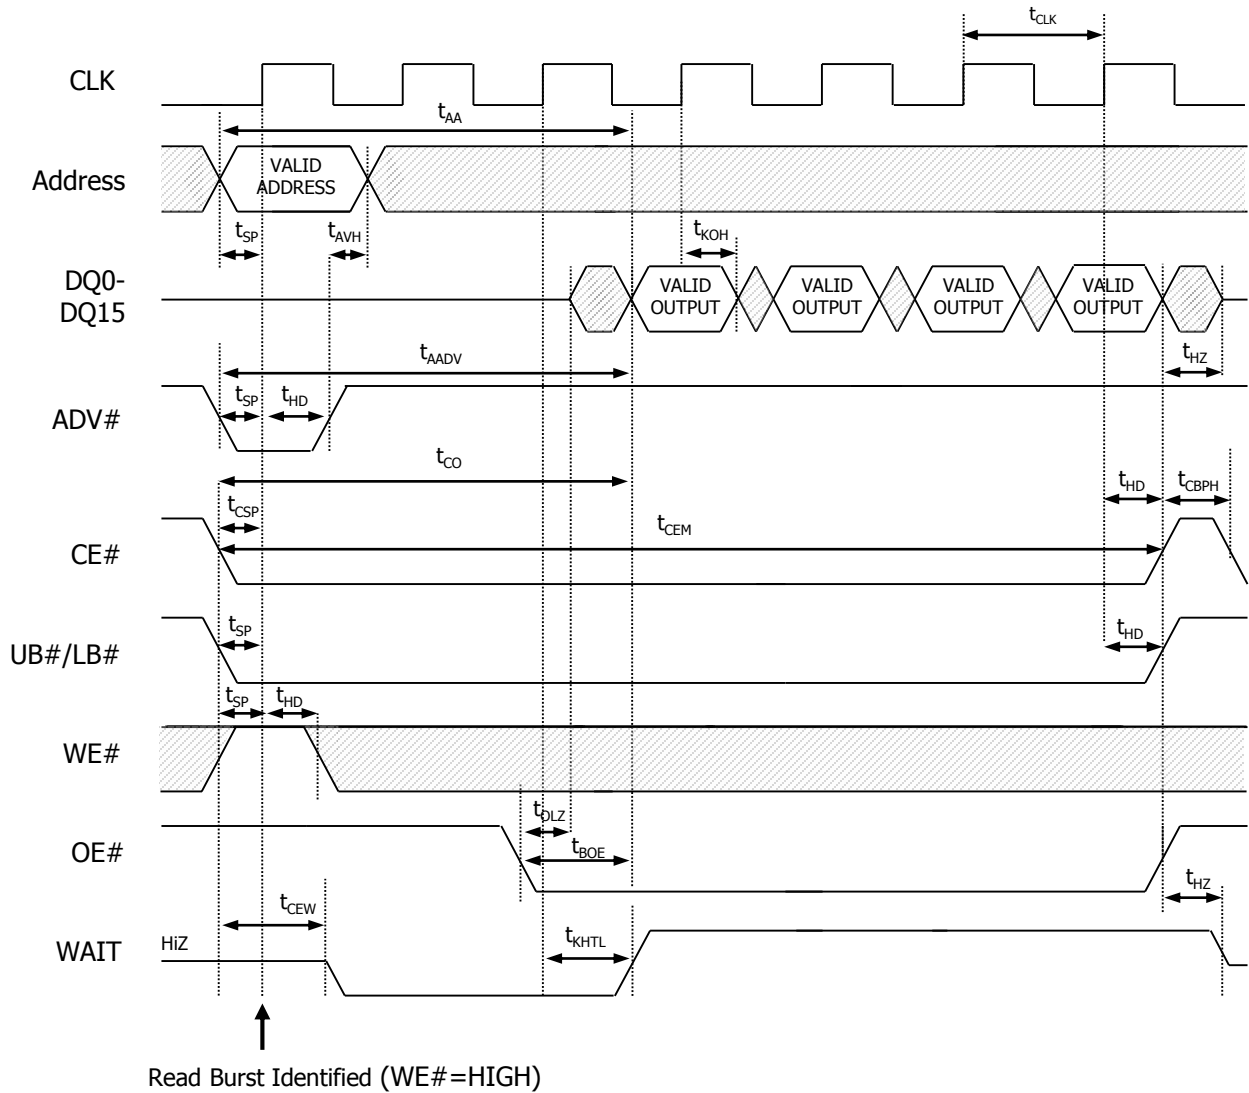 tCLK
CLK
tAA
Address
VALID
ADDRESS
tSP
tAVH
tKOH
DQ0-
DQ15
VALID
OUTPUT
VALID
OUTPUT
VALID
OUTPUT
VALID
OUTPUT
tAADV
tHZ
ADV#
tSP
tHD
tCO
tHD
tCBPH
tCSP
tCEM
CE#
tSP
tHD
UB#/LB#
tSP
tHD
WE#
tOLZ
tBOE
OE#
tHZ
tCEW
WAIT
HiZ
tKHTL
Read Burst Identified (WE#=HIGH)